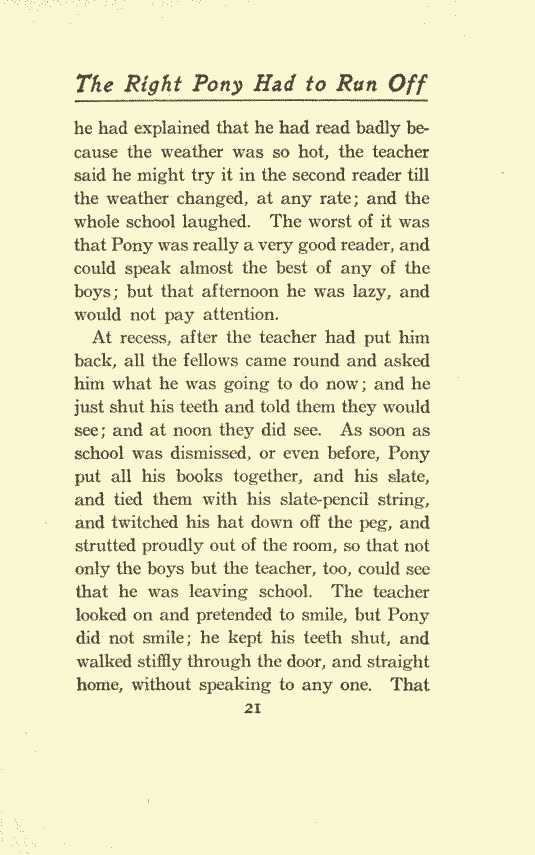 The Right Pony Had to Run Off
he had explained that he had read badly be-
cause the weather was so hot, the teacher
said he might try it in the second reader till
the weather changed, at any rate; and the
whole school laughed. The worst of it was
that Pony was really a very good reader, and
could speak almost the best of any of the
boys; but that afternoon he was lazy, and
would not pay attention.
At recess, after the teacher had put him
back, all the fellows came round and asked
him what he was going to do now; and he
just shut his teeth and told them they would
see; and at noon they did see. As soon as
school was dismissed, or even before, Pony
put all his books together, and his slate,
and tied them with his slate-pencil string,
and twitched his hat down off the peg, and
strutted proudly out of the room, so that not
only the boys but the teacher, too, could see
that he was leaving school. The teacher
looked on and pretended to smile, but Pony
did not smile; he kept his teeth shut, and
walked stiffly through the door, and straight
home, without speaking to any one. That
21